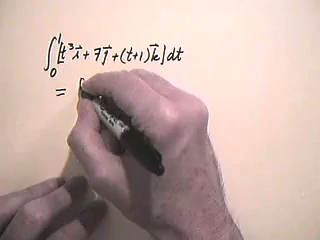 ∫₀¹ [t³i⃗ + 7j⃗ + (t+1)k⃗] dt
=